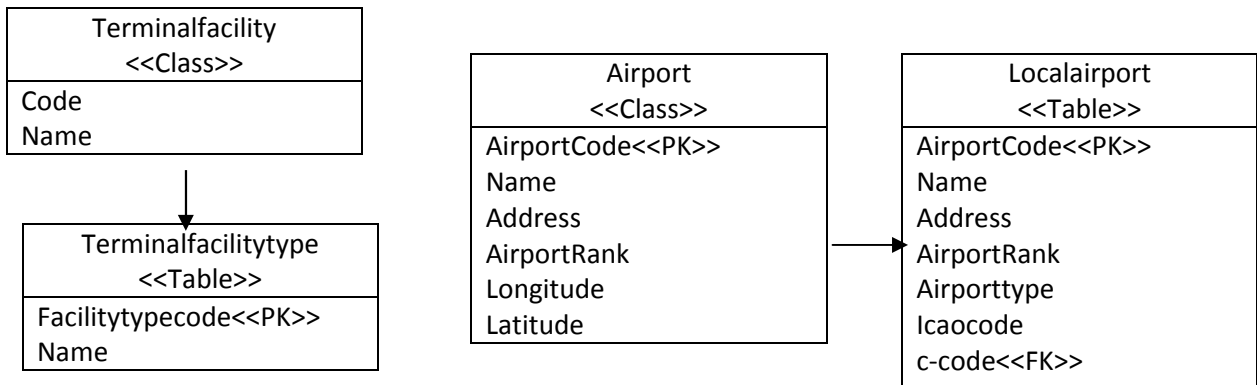 Terminalfacility
<<Class>>
Code
Name
Terminalfacilitytype
<<Table>>
Facilitytypecode<<PK>>
Name
Airport
<<Class>>
AirportCode<<PK>>
Name
Address
AirportRank
Longitude
Latitude
Localairport
<<Table>>
AirportCode<<PK>>
Name
Address
AirportRank
Airporttype
Icaocode
c-code<<FK>>